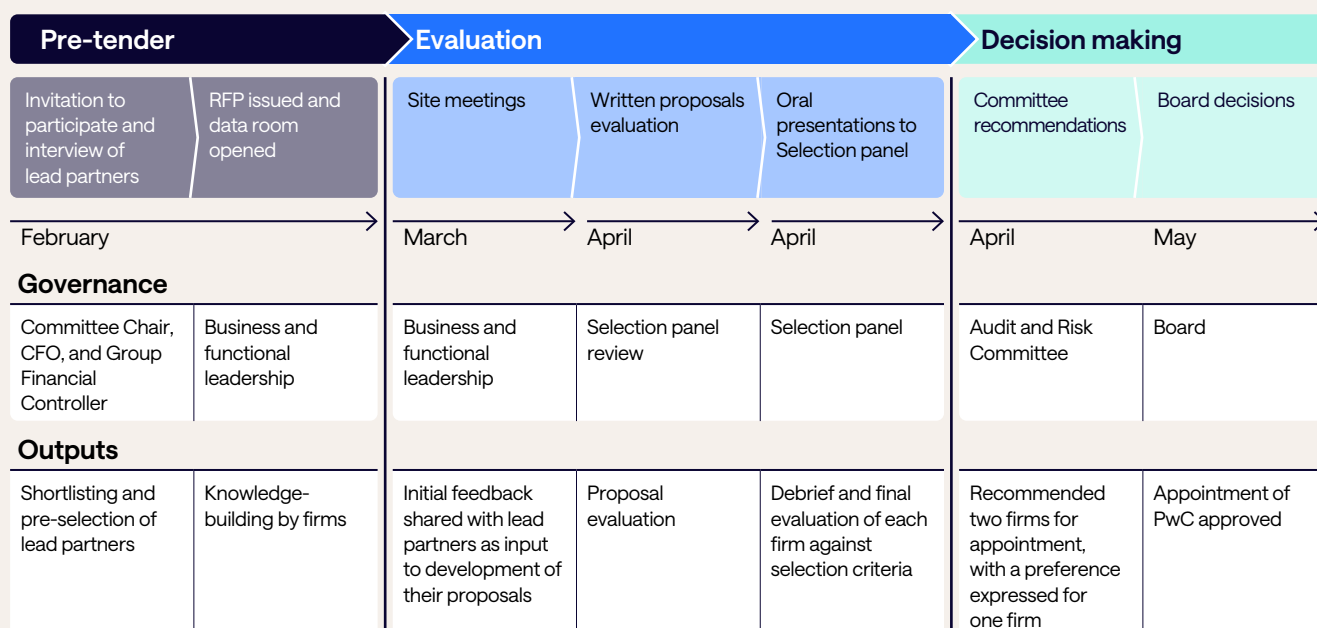 Pre-tender
Evaluation
Decision making
Invitation to
participate and
interview of
lead partners
RFP issued and
data room
opened
Site meetings
Written proposals
evaluation
Oral
presentations to
Selection panel
Committee
recommendations
Board decisions
February
March
April
April
April
May
Governance
Committee Chair,
CFO, and Group
Financial
Controller
Business and
functional
leadership
Business and
functional
leadership
Selection panel
review
Selection panel
Audit and Risk
Committee
Board
Outputs
Shortlisting and
pre-selection of
lead partners
Knowledge-
building by firms
Initial feedback
shared with lead
partners as input
to development of
their proposals
Proposal
evaluation
Debrief and final
evaluation of each
firm against
selection criteria
Recommended
two firms for
appointment,
with a preference
expressed for
one firm
Appointment of
PwC approved